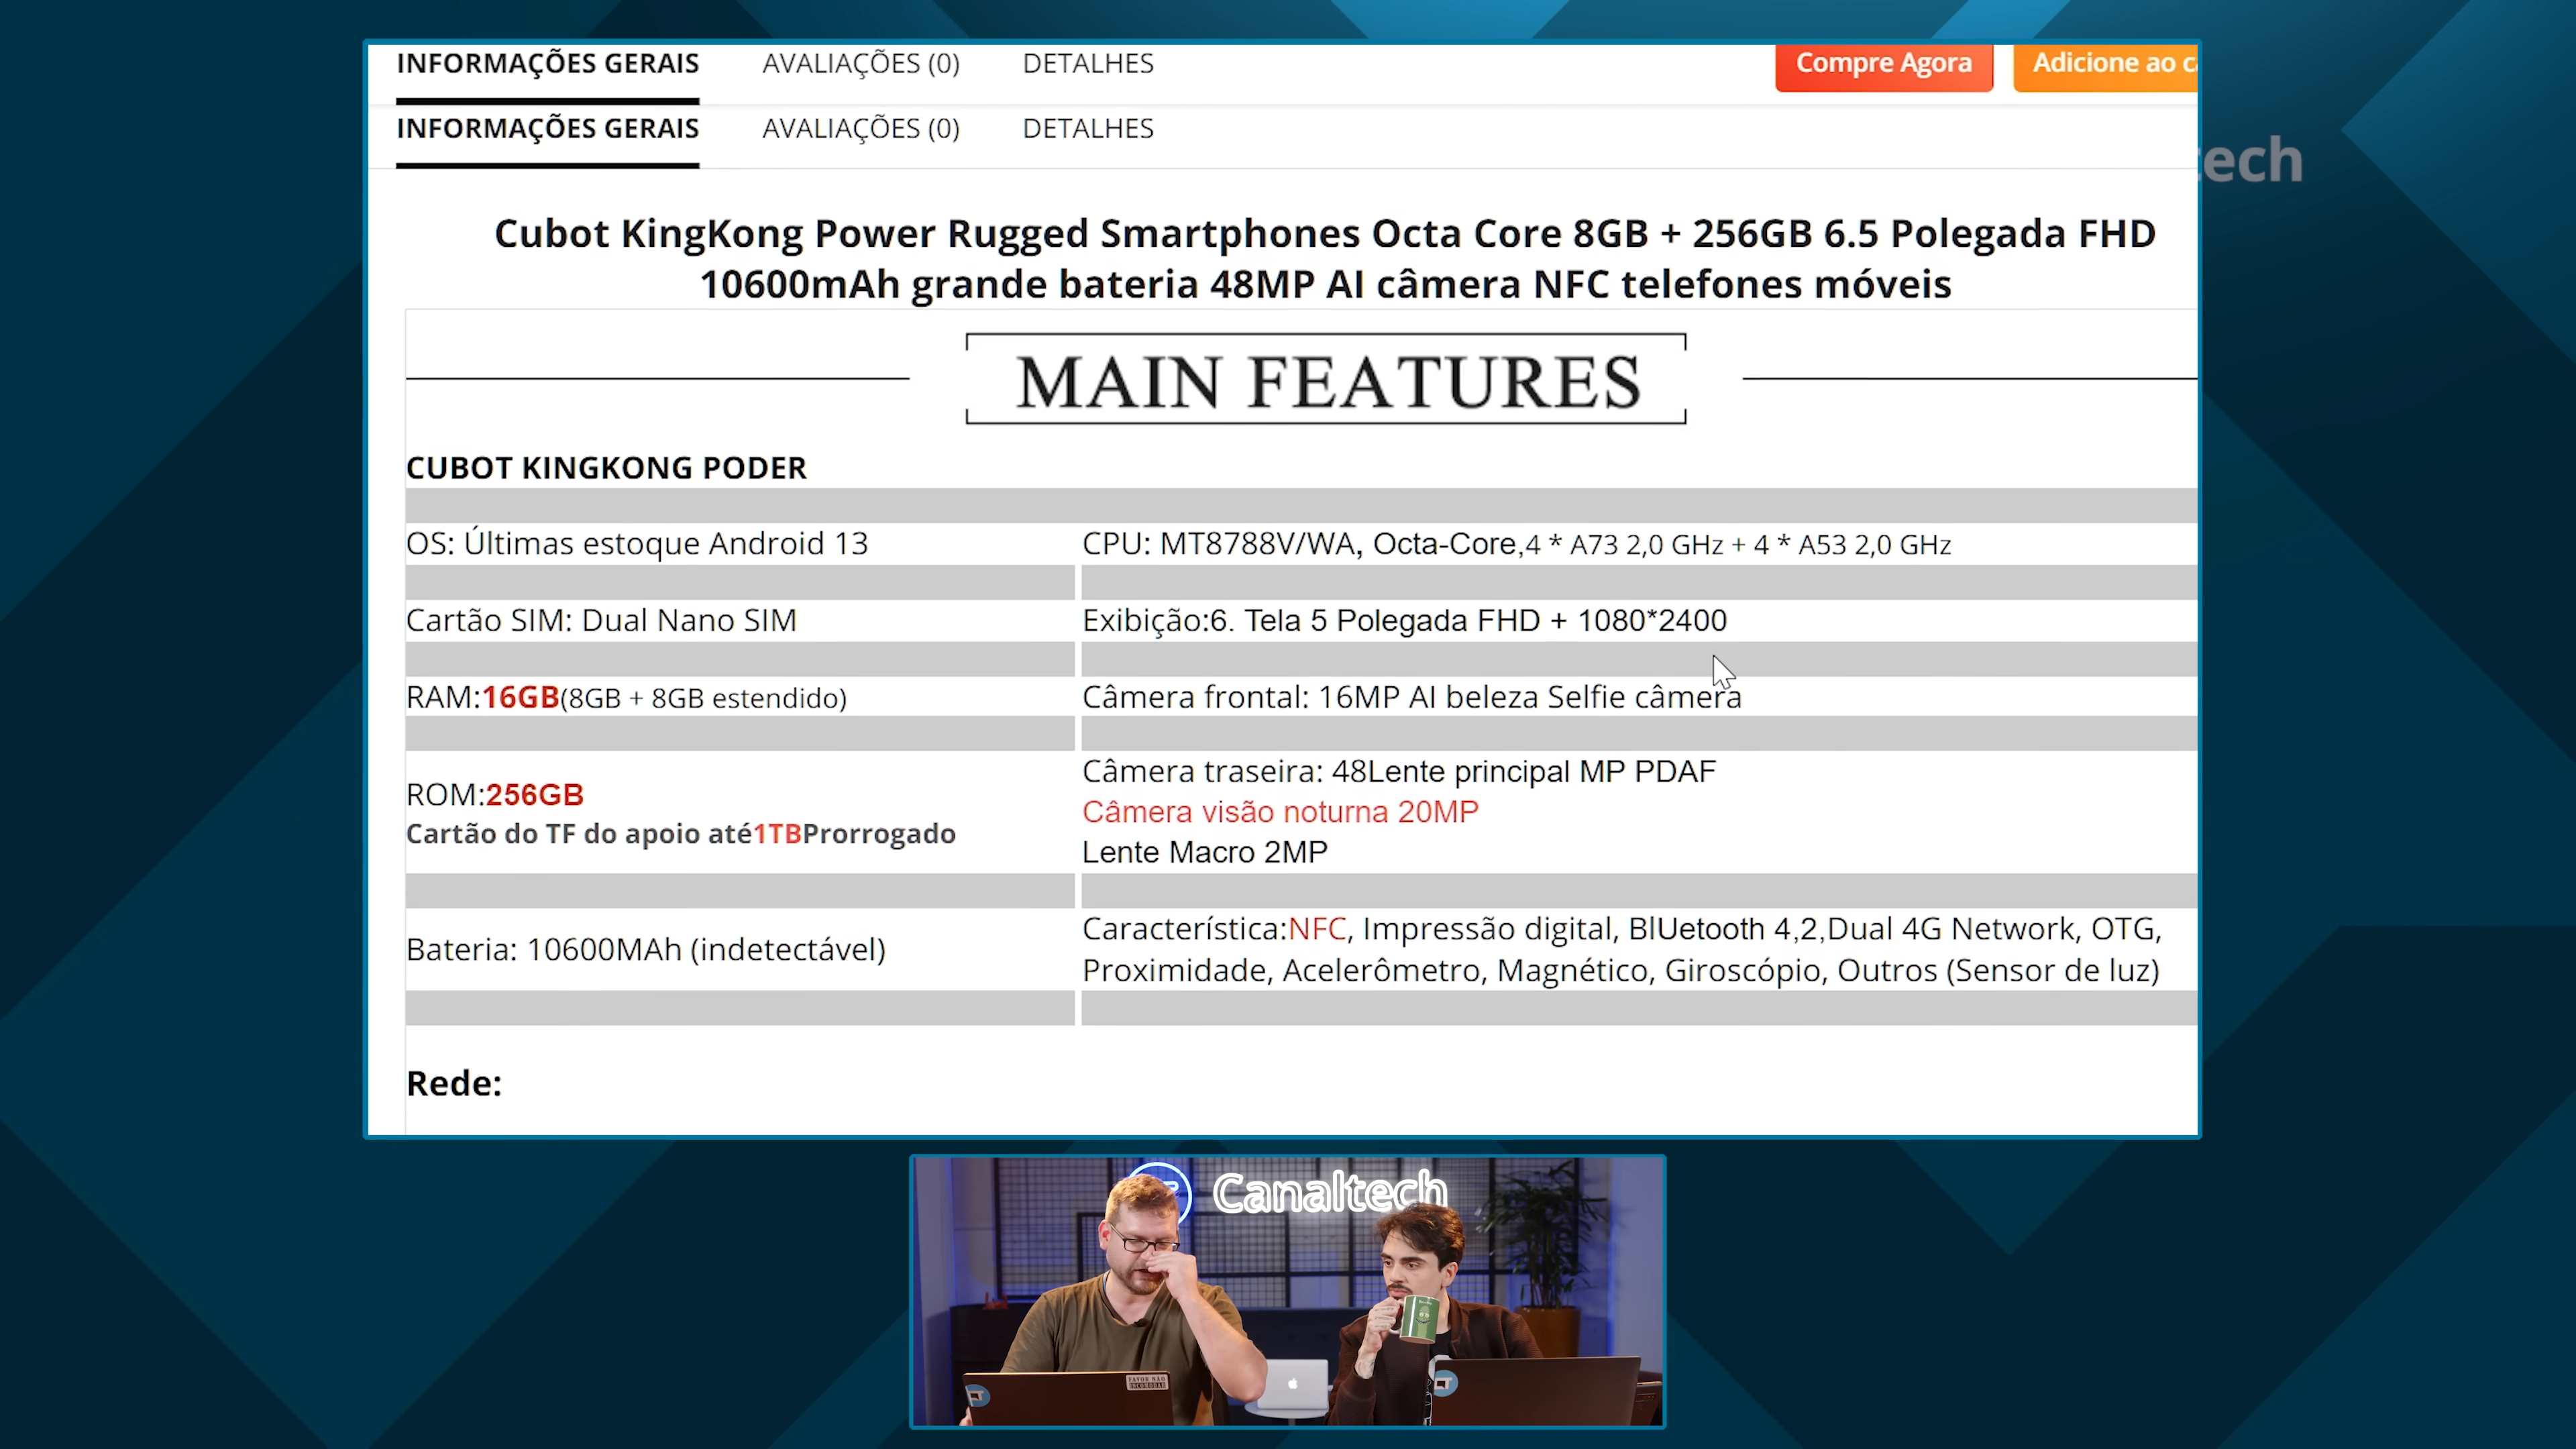 INFORMAÇÕES GERAIS AVALIAÇÕES (0) DETALHES Compre Agora Adicione ao ca
INFORMAÇÕES GERAIS AVALIAÇÕES (0) DETALHES
tech
Cubot KingKong Power Rugged Smartphones Octa Core 8GB + 256GB 6.5 Polegada FHD
10600mAh grande bateria 48MP AI câmera NFC telefones móveis
MAIN FEATURES
CUBOT KINGKONG PODER
OS: Últimas estoque Android 13
CPU: MT8788V/WA, Octa-Core,4 * A73 2,0 GHz + 4 * A53 2,0 GHz
Cartão SIM: Dual Nano SIM
Exibição:6. Tela 5 Polegada FHD + 1080*2400
RAM:16GB(8GB + 8GB estendido)
Câmera frontal: 16MP AI beleza Selfie câmera
ROM:256GB
Cartão do TF do apoio até1TBProrrogado
Câmera traseira: 48Lente principal MP PDAF
Câmera visão noturna 20MP
Lente Macro 2MP
Bateria: 10600MAh (indetectável)
Característica:NFC, Impressão digital, BlUetooth 4,2,Dual 4G Network, OTG,
Proximidade, Acelerômetro, Magnético, Giroscópio, Outros (Sensor de luz)
Rede:
Canaltech
FAVOR NÃO
INCOMODAR